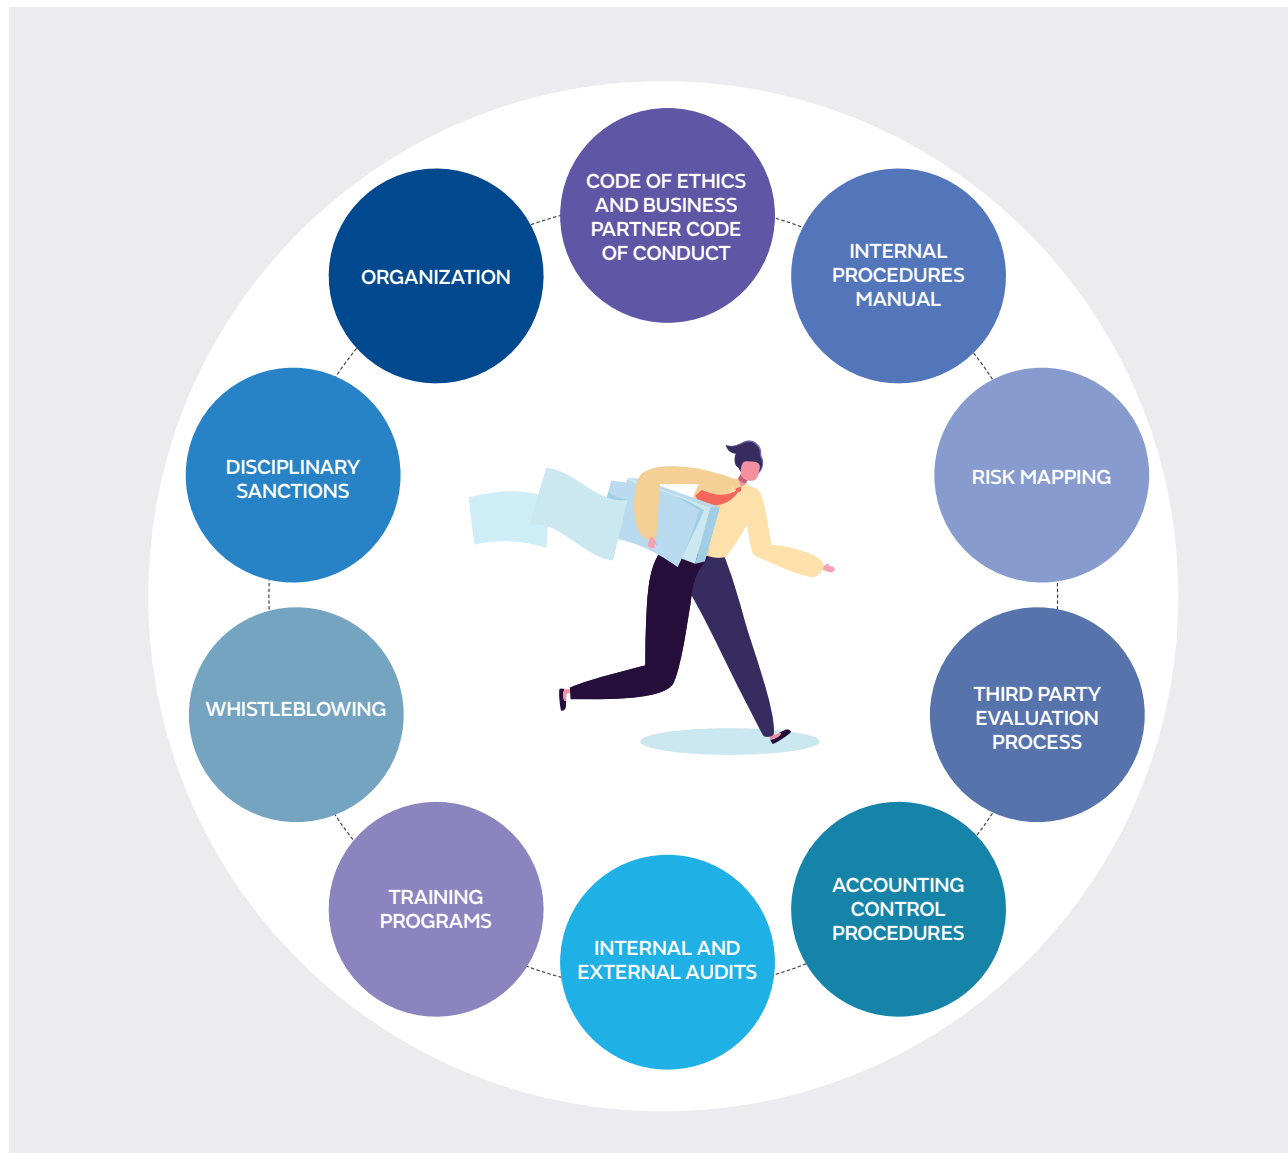 CODE OF ETHICS
AND BUSINESS
PARTNER CODE
OF CONDUCT
INTERNAL
PROCEDURES
MANUAL
RISK MAPPING
THIRD PARTY
EVALUATION
PROCESS
ACCOUNTING
CONTROL
PROCEDURES
INTERNAL AND
EXTERNAL AUDITS
TRAINING
PROGRAMS
WHISTLEBLOWING
DISCIPLINARY
SANCTIONS
ORGANIZATION